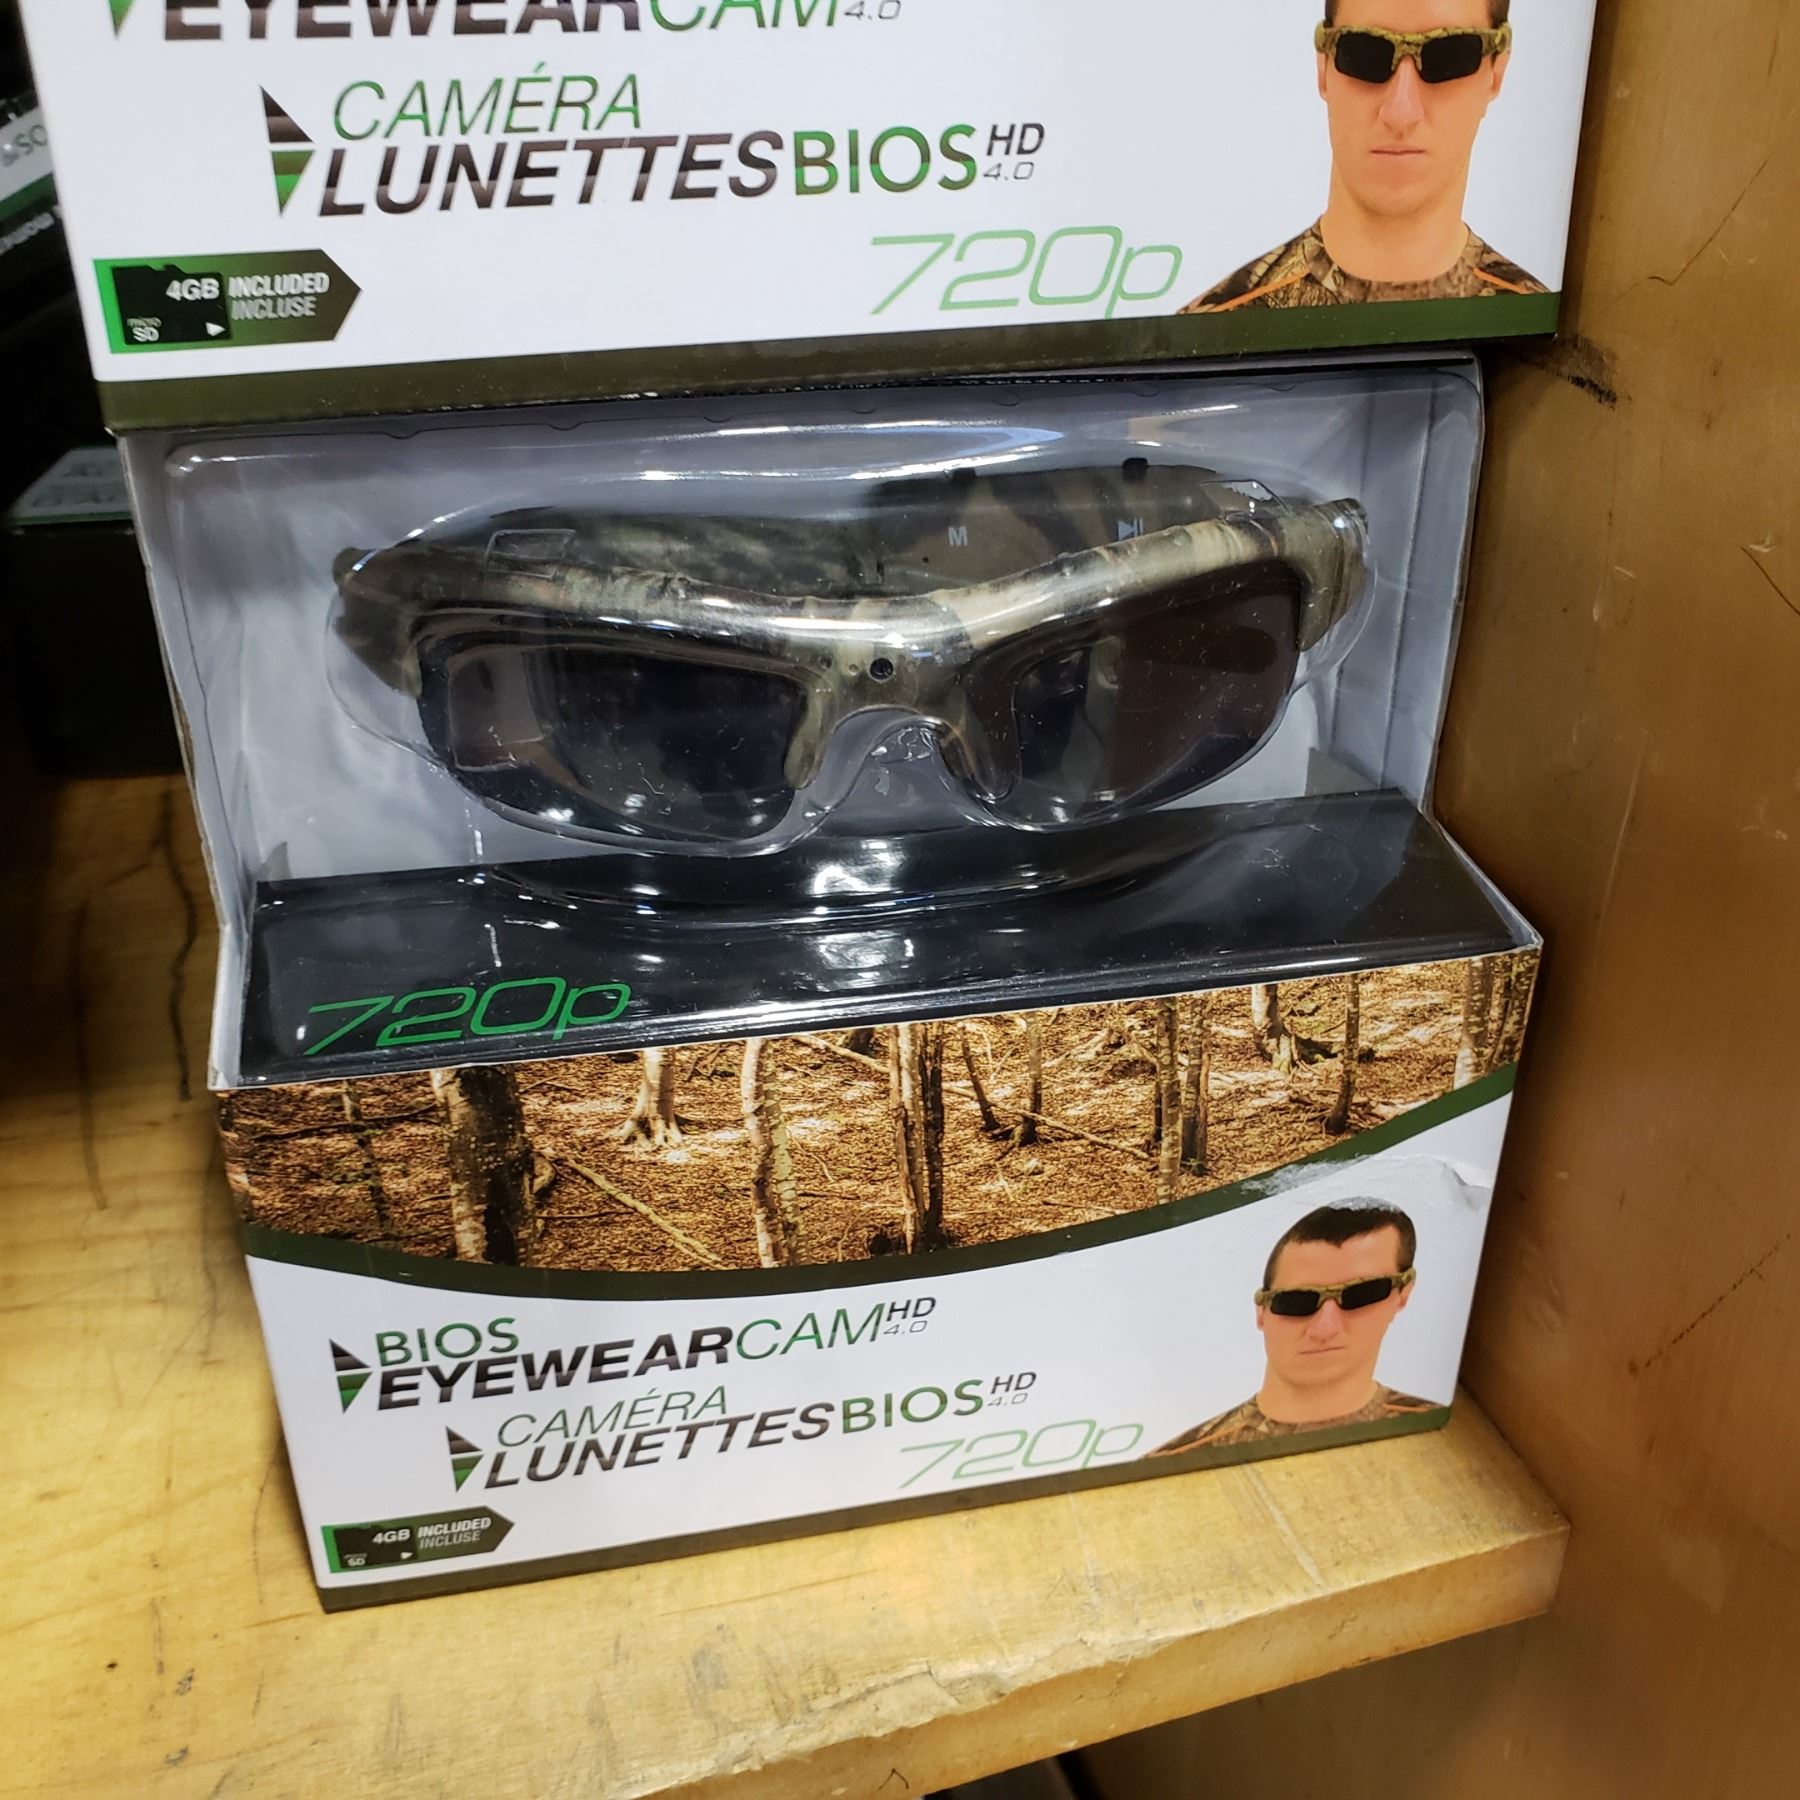 EYEWEARCAM 4.0
CAMÉRA
LUNETTESBIOS HD 4.0
720p
4GB INCLUDED
INCLUSE
SD
M
720p
BIOS
EYEWEARCAM HD 4.0
CAMÉRA
LUNETTESBIOS HD 4.0
720p
4GB INCLUDED
INCLUSE
SD